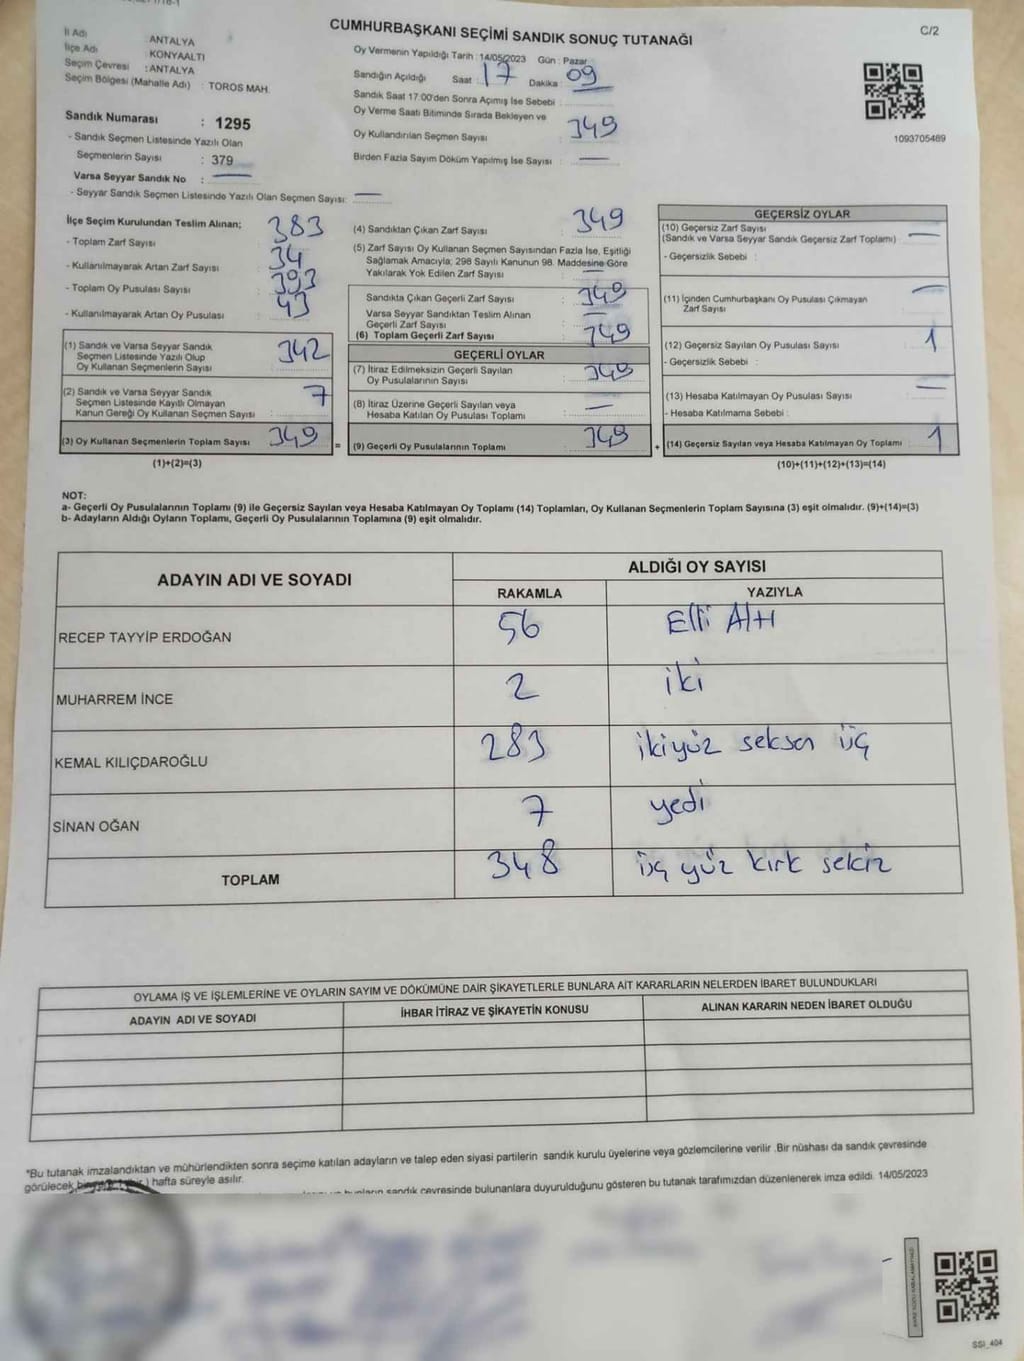 CUMHURBAŞKANI SEÇİMİ SANDIK SONUÇ TUTANAĞI
C/2
İl Adı ANTALYA
İlçe Adı KONYAALTI
Seçim Çevresi : ANTALYA
Seçim Bölgesi (Mahalle Adı) : TOROS MAH.
Sandık Numarası : 1295
- Sandık Seçmen Listesinde Yazılı Olan
Seçmenlerin Sayısı : 379
Varsa Seyyar Sandık No : —
- Seyyar Sandık Seçmen Listesinde Yazılı Olan Seçmen Sayısı: —
Oy Vermenin Yapıldığı Tarih : 14/05/2023 Gün : Pazar
Sandığın Açıldığı Saat : 17 Dakika : 09
Sandık Saat 17:00'den Sonra Açımış İse Sebebi :
Oy Verme Saati Bitiminde Sırada Bekleyen ve
Oy Kullandırılan Seçmen Sayısı : 349
Birden Fazla Sayım Döküm Yapılmış İse Sayısı : —
1093705469
İlçe Seçim Kurulundan Teslim Alınan;
- Toplam Zarf Sayısı 383
- Kullanılmayarak Artan Zarf Sayısı 34
- Toplam Oy Pusulası Sayısı 393
- Kullanılmayarak Artan Oy Pusulası 43
(1) Sandık ve Varsa Seyyar Sandık
Seçmen Listesinde Yazılı Olup
Oy Kullanan Seçmenlerin Sayısı : 342
(2) Sandık ve Varsa Seyyar Sandık
Seçmen Listesinde Kayıtlı Olmayan
Kanun Gereği Oy Kullanan Seçmen Sayısı : 7
(3) Oy Kullanan Seçmenlerin Toplam Sayısı : 349 =
(1)+(2)=(3)
(4) Sandıktan Çıkan Zarf Sayısı : 349
(5) Zarf Sayısı Oy Kullanan Seçmen Sayısından Fazla İse, Eşitliği
Sağlamak Amacıyla; 298 Sayılı Kanunun 98. Maddesine Göre
Yakılarak Yok Edilen Zarf Sayısı : —
Sandıkta Çıkan Geçerli Zarf Sayısı : 349
Varsa Seyyar Sandıktan Teslim Alınan
Geçerli Zarf Sayısı : —
(6) Toplam Geçerli Zarf Sayısı : 349
GEÇERLİ OYLAR
(7) İtiraz Edilmeksizin Geçerli Sayılan
Oy Pusulalarının Sayısı : 348
(8) İtiraz Üzerine Geçerli Sayılan veya
Hesaba Katılan Oy Pusulası Toplamı : —
(9) Geçerli Oy Pusulalarının Toplamı : 348 +
GEÇERSİZ OYLAR
(10) Geçersiz Zarf Sayısı : —
(Sandık ve Varsa Seyyar Sandık Geçersiz Zarf Toplamı)
- Geçersizlik Sebebi :
(11) İçinden Cumhurbaşkanı Oy Pusulası Çıkmayan
Zarf Sayısı : —
(12) Geçersiz Sayılan Oy Pusulası Sayısı : 1
- Geçersizlik Sebebi :
(13) Hesaba Katılmayan Oy Pusulası Sayısı : —
- Hesaba Katılmama Sebebi :
(14) Geçersiz Sayılan veya Hesaba Katılmayan Oy Toplamı : 1
(10)+(11)+(12)+(13)=(14)
NOT:
a- Geçerli Oy Pusulalarının Toplamı (9) ile Geçersiz Sayılan veya Hesaba Katılmayan Oy Toplamı (14) Toplamları, Oy Kullanan Seçmenlerin Toplam Sayısına (3) eşit olmalıdır. (9)+(14)=(3)
b- Adayların Aldığı Oyların Toplamı, Geçerli Oy Pusulalarının Toplamına (9) eşit olmalıdır.
ADAYIN ADI VE SOYADI ALDIĞI OY SAYISI
RAKAMLA YAZIYLA
RECEP TAYYİP ERDOĞAN 56 Elli Altı
MUHARREM İNCE 2 iki
KEMAL KILIÇDAROĞLU 283 ikiyüz seksen üç
SİNAN OĞAN 7 yedi
TOPLAM 348 üç yüz kırk sekiz
OYLAMA İŞ VE İŞLEMLERİNE VE OYLARIN SAYIM VE DÖKÜMÜNE DAİR ŞİKAYETLERLE BUNLARA AİT KARARLARIN NELERDEN İBARET BULUNDUKLARI
ADAYIN ADI VE SOYADI İHBAR İTİRAZ VE ŞİKAYETİN KONUSU ALINAN KARARIN NEDEN İBARET OLDUĞU
*Bu tutanak imzalandıktan ve mühürlendikten sonra seçime katılan adayların ve talep eden siyasi partilerin sandık kurulu üyelerine veya gözlemcilerine verilir. Bir nüshası da sandık çevresinde
görülecek hafta süreyle asılır.
bunların sandık çevresinde bulunanlara duyurulduğunu gösteren bu tutanak tarafımızdan düzenlenerek imza edildi. 14/05/2023
SSI_404